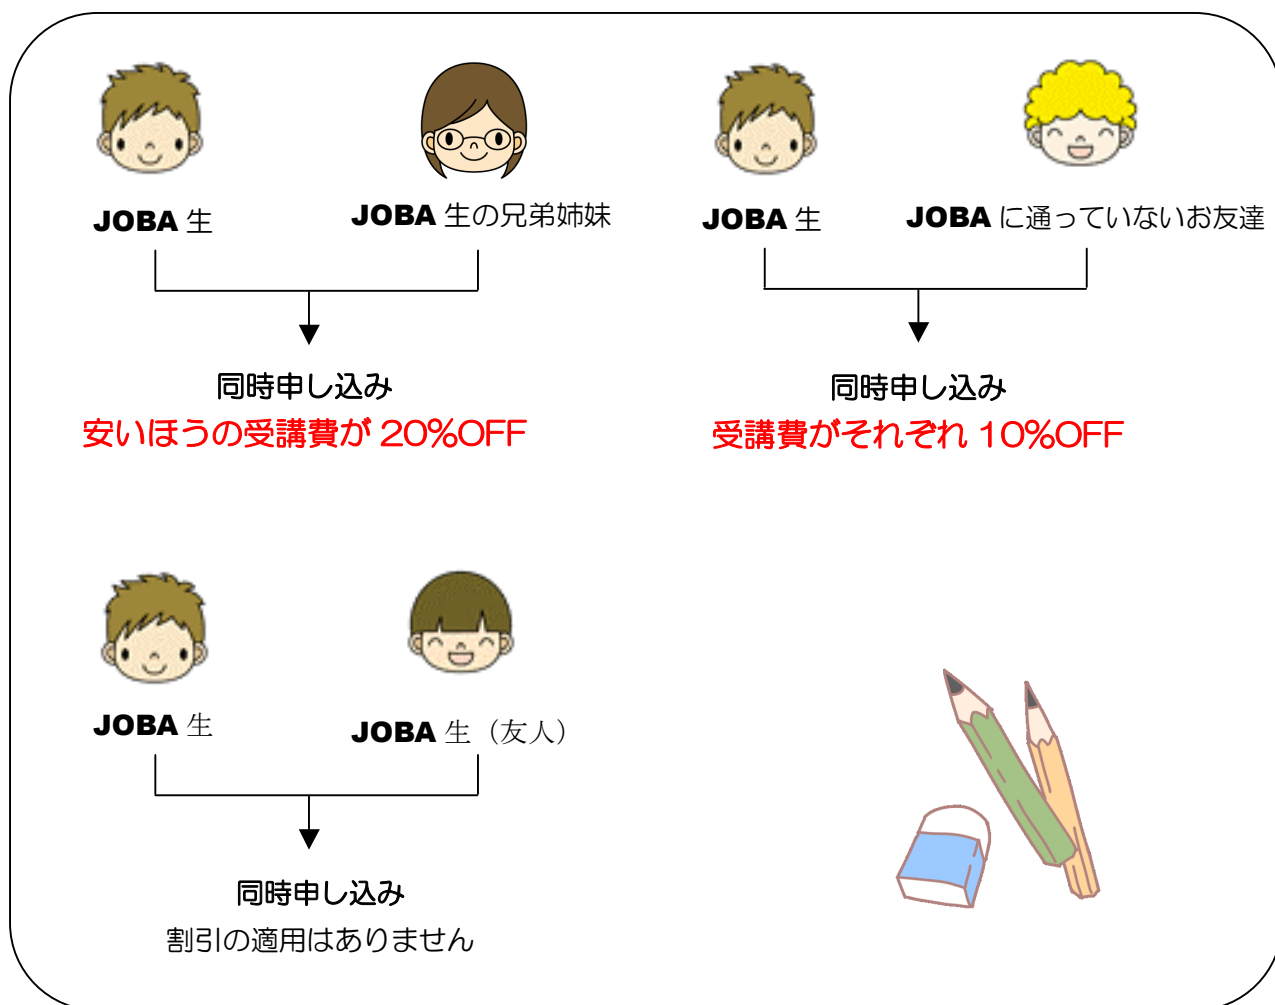 JOBA 生
JOBA 生の兄弟姉妹
同時申し込み
安いほうの受講費が 20%OFF
JOBA 生
JOBA に通っていないお友達
同時申し込み
受講費がそれぞれ 10%OFF
JOBA 生
JOBA 生（友人）
同時申し込み
割引の適用はありません